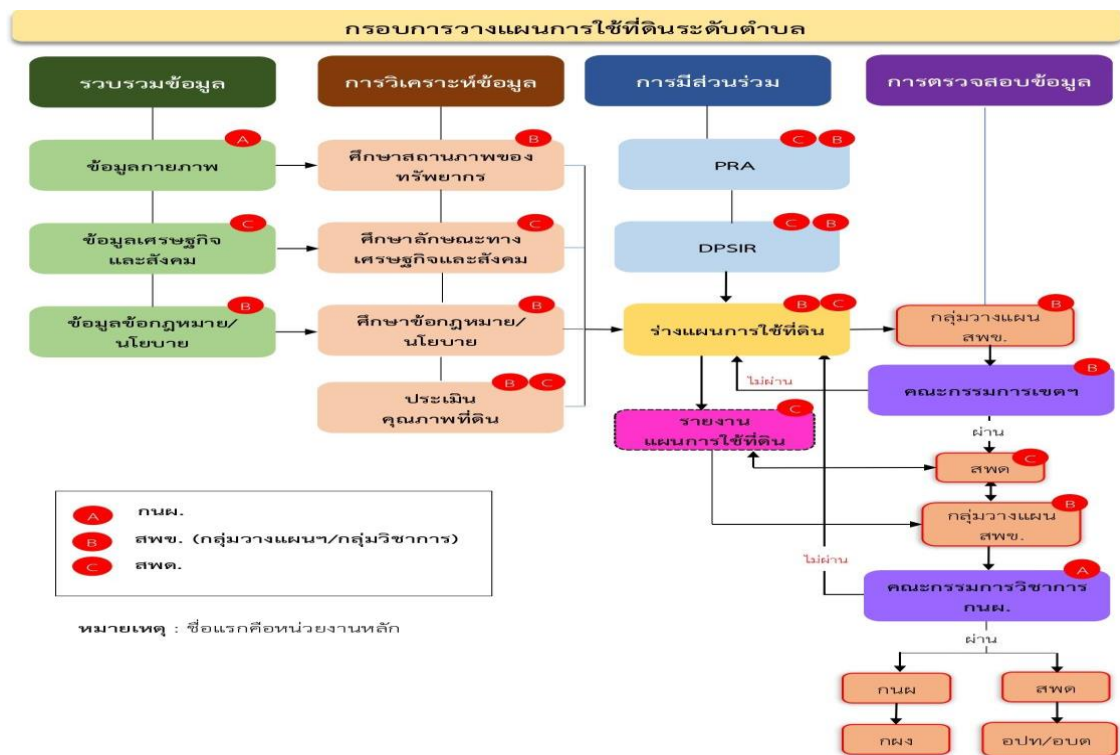 กรอบการวางแผนการใช้ที่ดินระดับตำบล
รวบรวมข้อมูล
การวิเคราะห์ข้อมูล
การมีส่วนร่วม
การตรวจสอบข้อมูล
A
ข้อมูลกายภาพ
B
ศึกษาสถานภาพของ
ทรัพยากร
C B
PRA
C
ข้อมูลเศรษฐกิจ
และสังคม
C
ศึกษาลักษณะทาง
เศรษฐกิจและสังคม
C B
DPSIR
B
ข้อมูลข้อกฎหมาย/
นโยบาย
B
ศึกษาข้อกฎหมาย/
นโยบาย
B C
ร่างแผนการใช้ที่ดิน
B
กลุ่มวางแผน
สพข.
B C
ประเมิน
คุณภาพที่ดิน
ไม่ผ่าน
B
คณะกรรมการเขตฯ
C
รายงาน
แผนการใช้ที่ดิน
ผ่าน
C
สพด
B
กลุ่มวางแผน
สพข.
A กนผ.
B สพข. (กลุ่มวางแผนฯ/กลุ่มวิชาการ)
C สพด.
ไม่ผ่าน
A
คณะกรรมการวิชาการ
กนผ.
หมายเหตุ : ชื่อแรกคือหน่วยงานหลัก
ผ่าน
กนผ
สพด
กผง
อปท/อบต